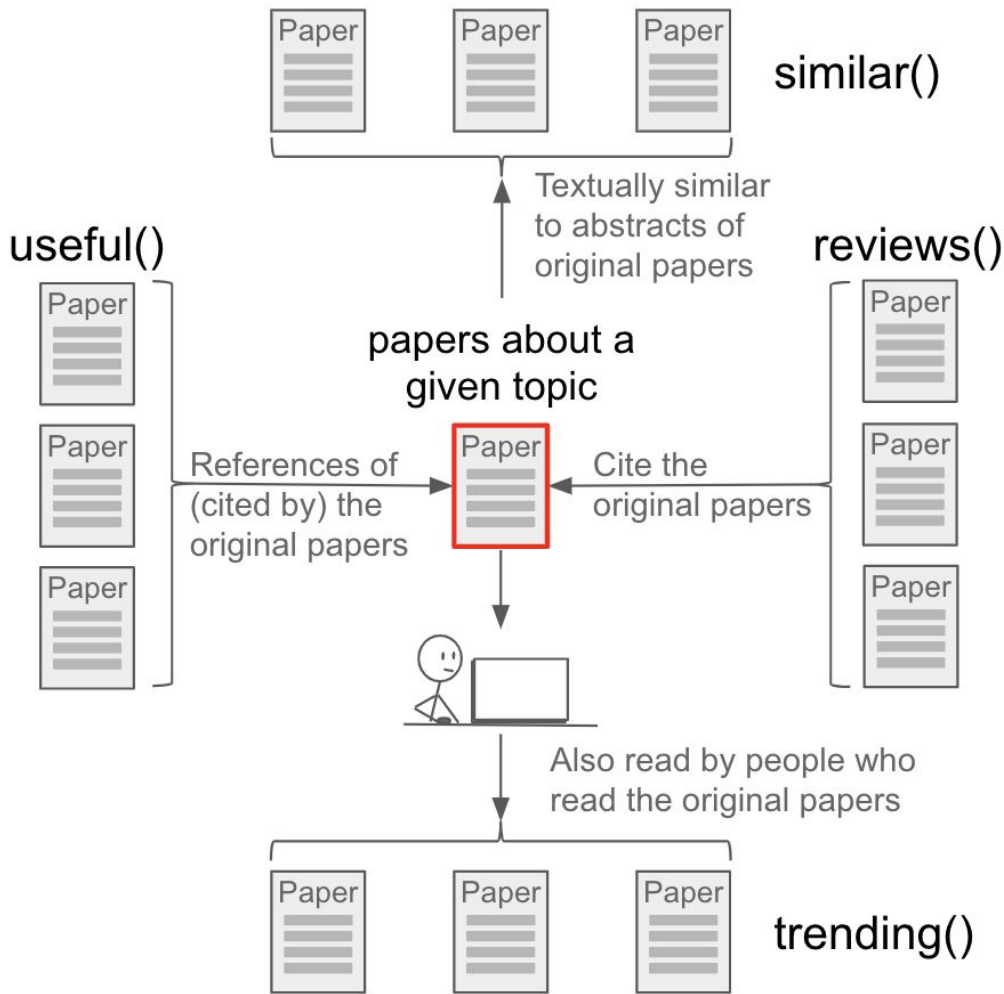 Paper
Paper
Paper
similar()
Textually similar
to abstracts of
original papers
useful()
Paper
Paper
Paper
References of
(cited by) the
original papers
papers about a
given topic
Paper
reviews()
Cite the
original papers
Paper
Paper
Paper
Also read by people who
read the original papers
Paper
Paper
Paper
trending()